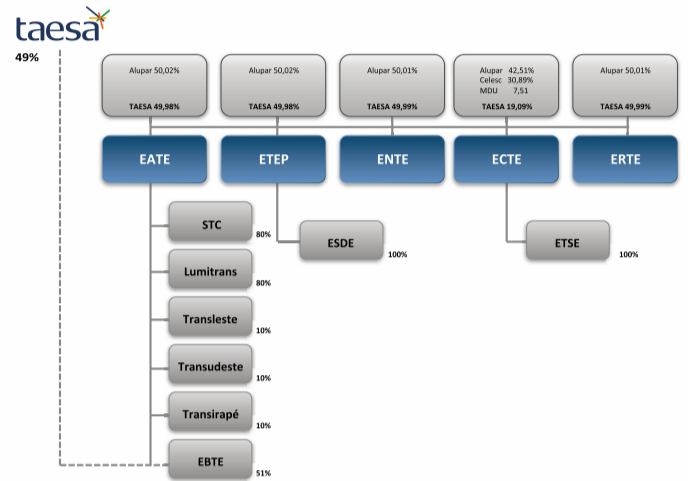 taesa
49%
Alupar 50,02%
TAESA 49,98%
Alupar 50,02%
TAESA 49,98%
Alupar 50,01%
TAESA 49,99%
Alupar 42,51%
Celesc 30,89%
MDU 7,51
TAESA 19,09%
Alupar 50,01%
TAESA 49,99%
EATE
ETEP
ENTE
ECTE
ERTE
STC
80%
ESDE
100%
ETSE
100%
Lumitrans
80%
Transleste
10%
Transudeste
10%
Transirapé
10%
EBTE
51%